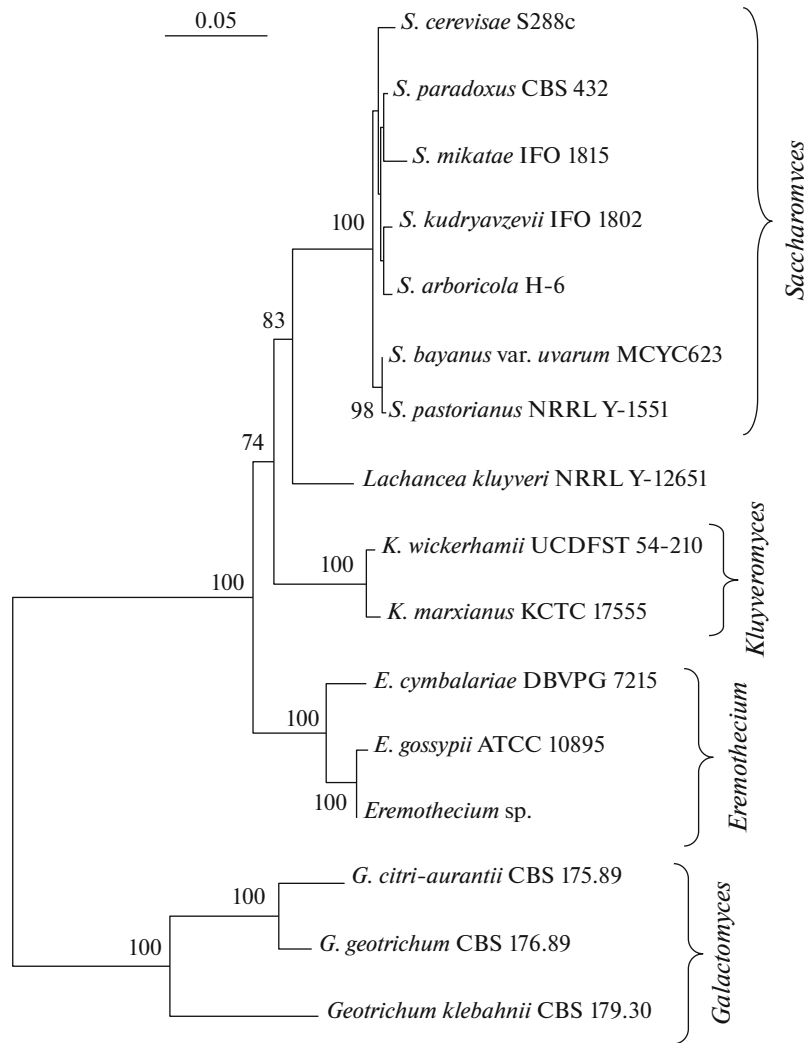 0.05
S. cerevisae S288c
S. paradoxus CBS 432
S. mikatae IFO 1815
S. kudryavzevii IFO 1802
100
S. arboricola H-6
83
S. bayanus var. uvarum MCYC623
98
S. pastorianus NRRL Y-1551
Saccharomyces
74
Lachancea kluyveri NRRL Y-12651
K. wickerhamii UCDFST 54-210
100
K. marxianus KCTC 17555
Kluyveromyces
100
E. cymbalariae DBVPG 7215
100
E. gossypii ATCC 10895
100
Eremothecium sp.
Eremothecium
G. citri-aurantii CBS 175.89
100
G. geotrichum CBS 176.89
100
Geotrichum klebahnii CBS 179.30
Galactomyces